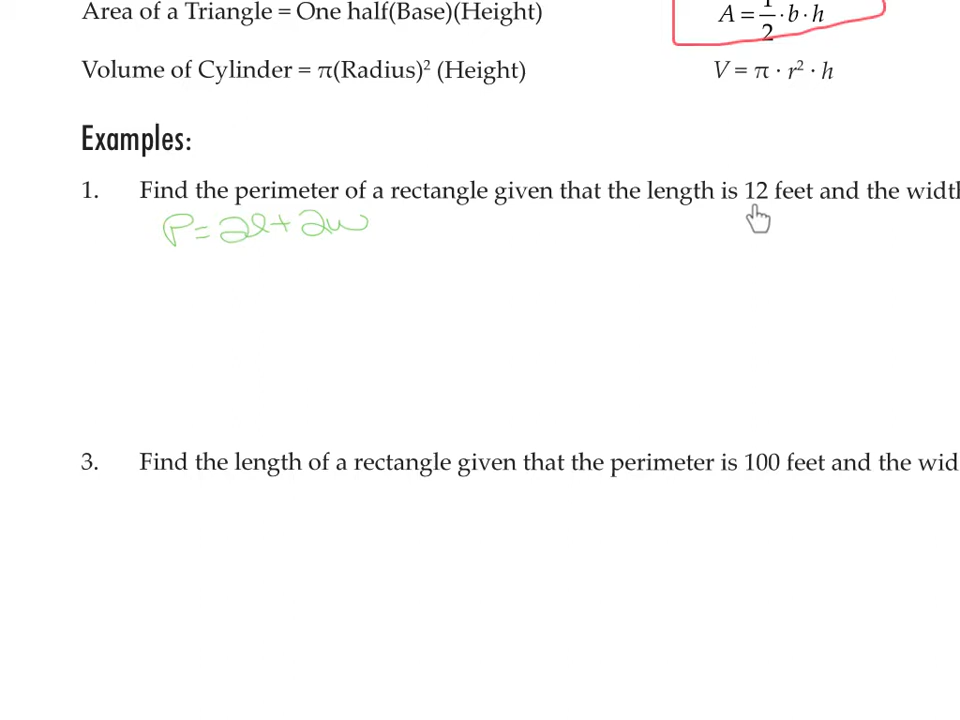 Area of a Triangle = One half(Base)(Height) A = 1/2 · b · h
Volume of Cylinder = π(Radius)² (Height) V = π · r² · h
Examples:
1. Find the perimeter of a rectangle given that the length is 12 feet and the width
P = 2l + 2w
3. Find the length of a rectangle given that the perimeter is 100 feet and the wid